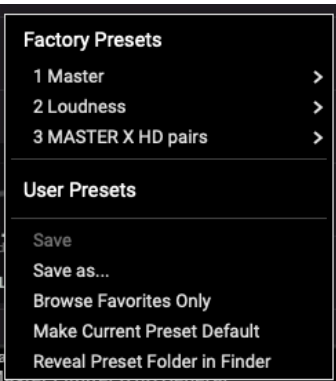 Factory Presets
1 Master
2 Loudness
3 MASTER X HD pairs
User Presets
Save
Save as...
Browse Favorites Only
Make Current Preset Default
Reveal Preset Folder in Finder